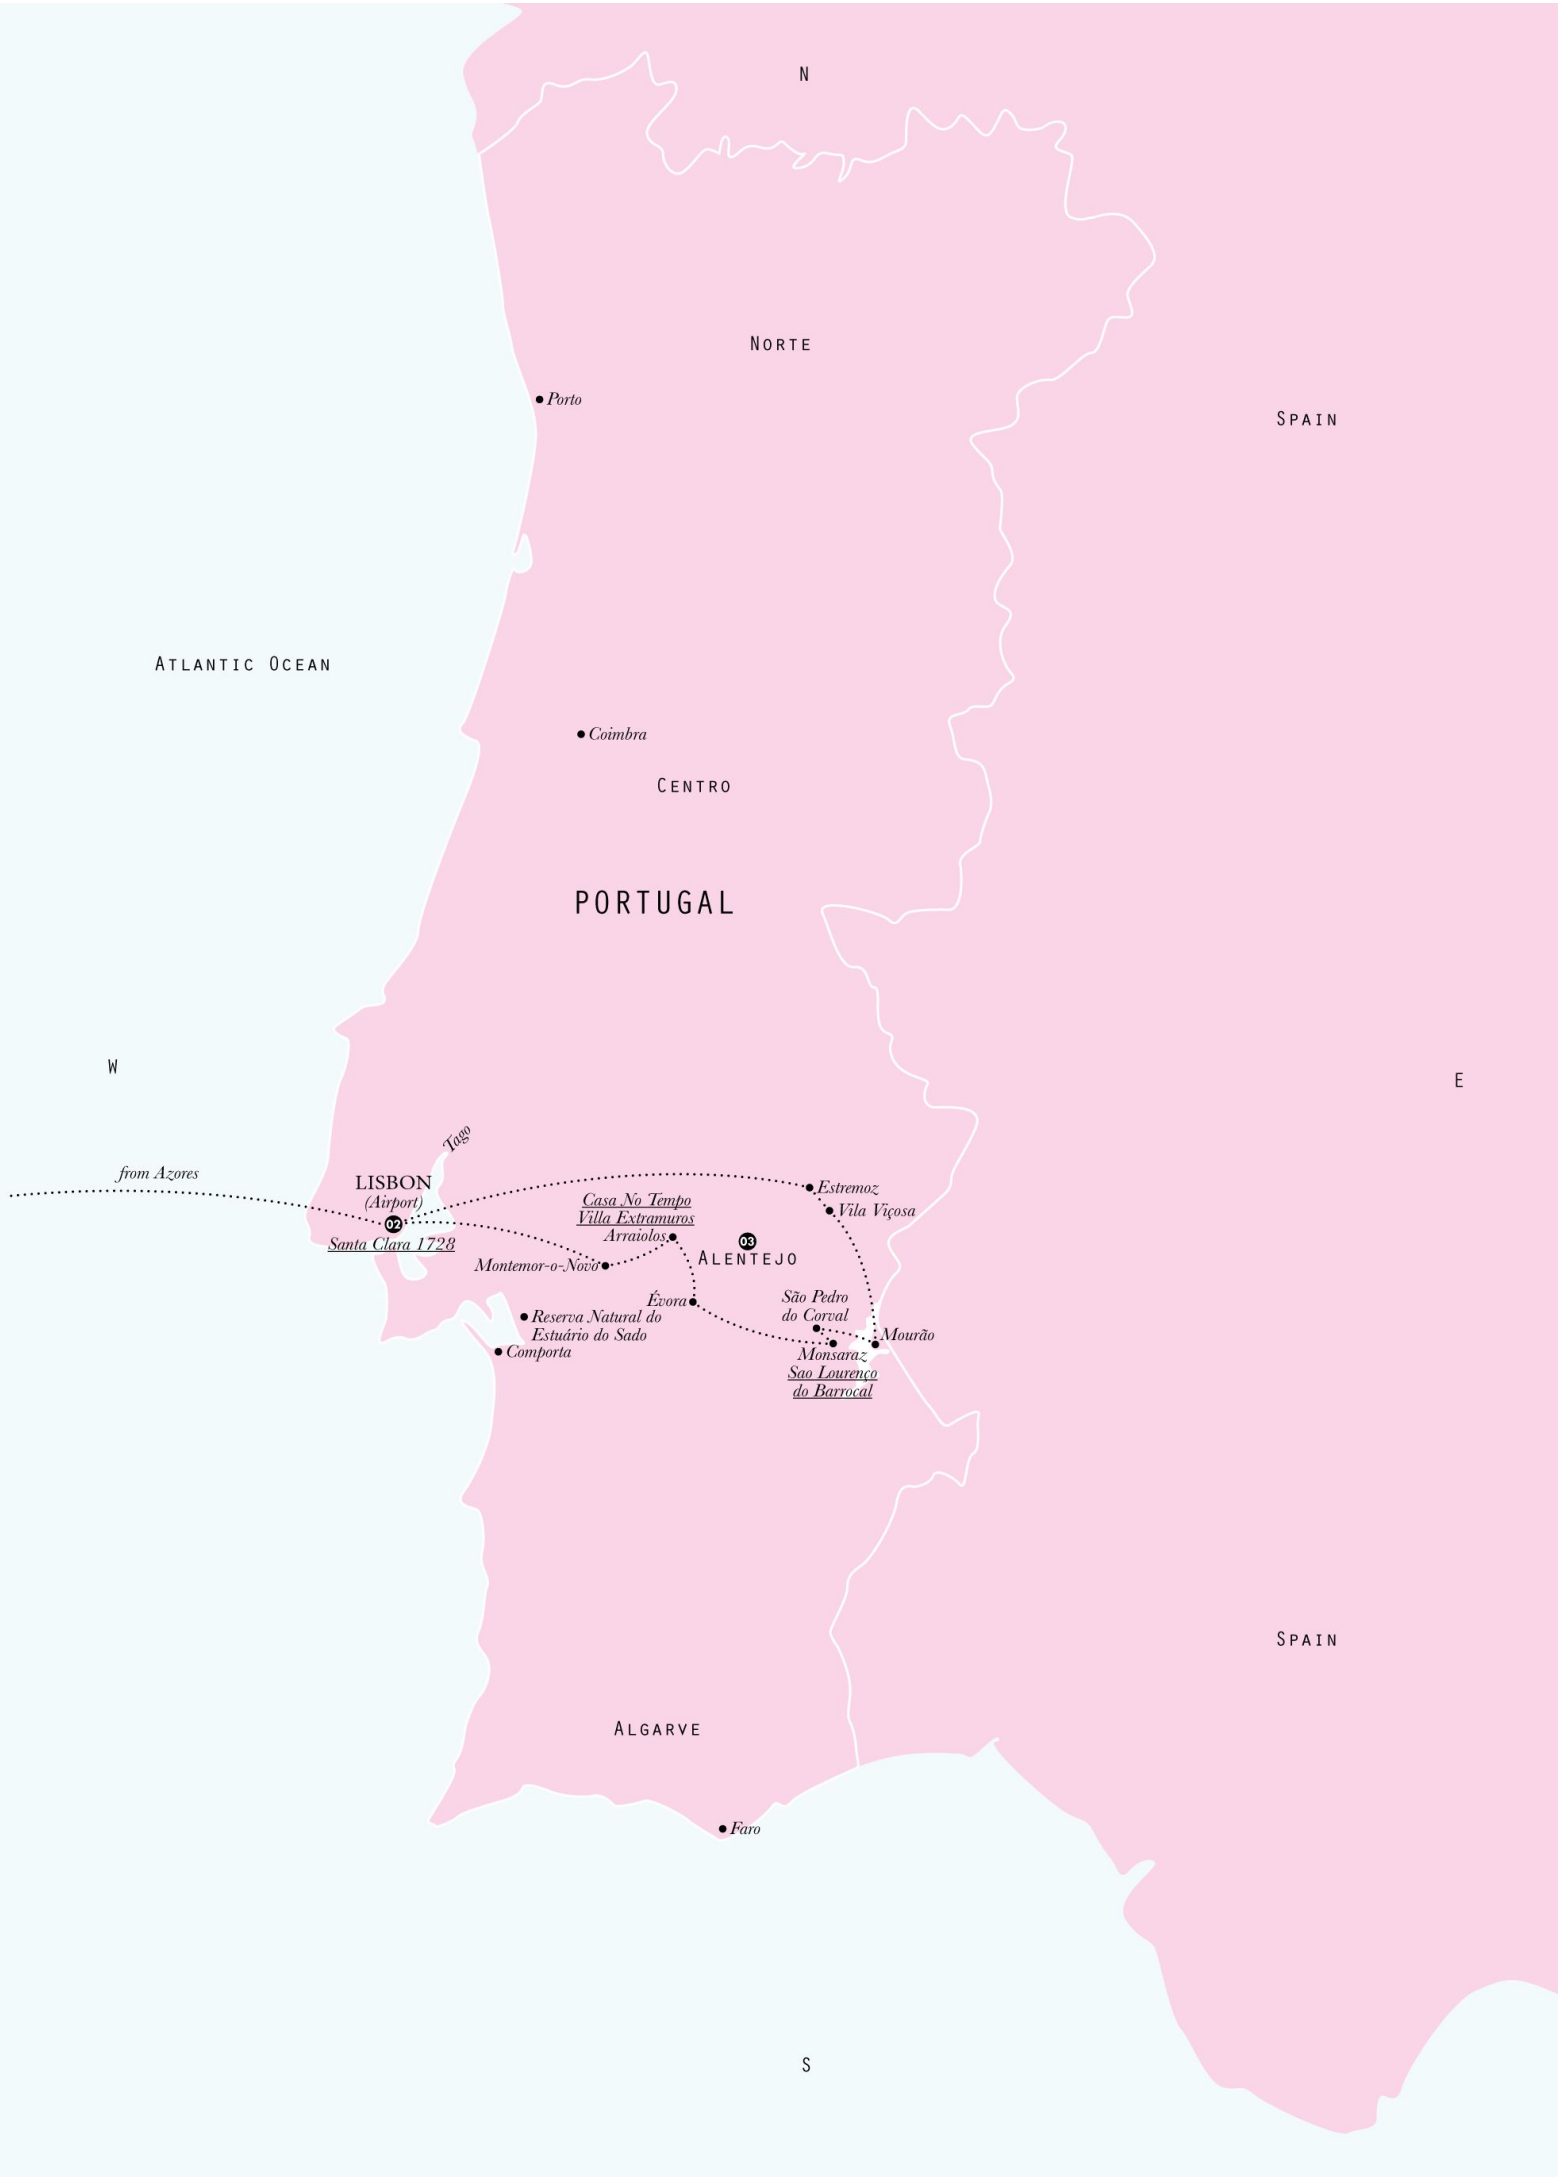 N
NORTE
Porto
SPAIN
ATLANTIC OCEAN
Coimbra
CENTRO
PORTUGAL
W
E
Tago
from Azores
LISBON
(Airport)
02
Santa Clara 1728
Estremoz
Vila Viçosa
Casa No Tempo
Villa Extramuros
Arraiolos
03
ALENTEJO
Montemor-o-Novo
Évora
São Pedro
do Corval
Reserva Natural do
Estuário do Sado
Mourão
Comporta
Monsaraz
Sao Lourenço
do Barrocal
SPAIN
ALGARVE
Faro
S